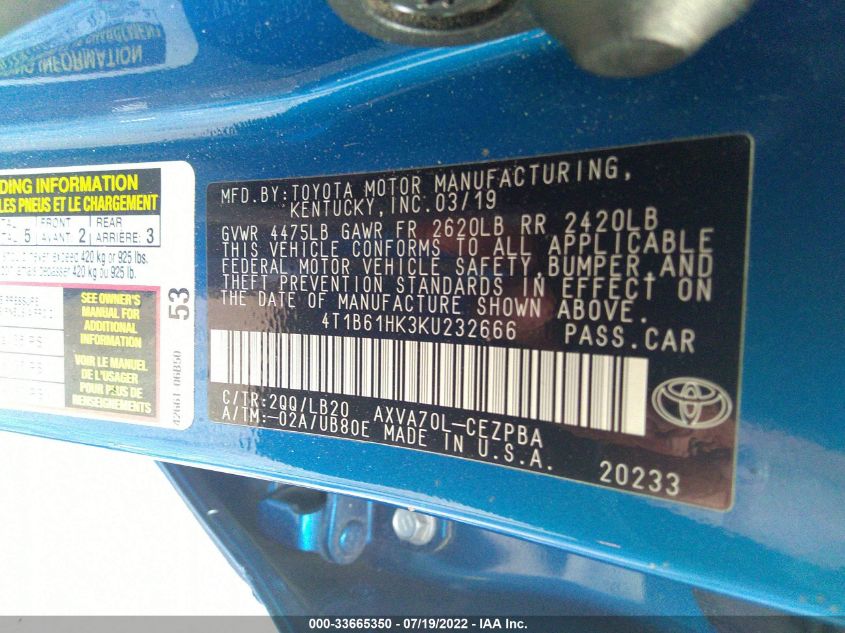 DING INFORMATION
LES PNEUS ET LE CHARGEMENT
FRONT REAR
5 AVANT: 2 ARRIÈRE: 3
exceed 420 kg or 925 lbs.
420 kg ou 925 lb.
PRESSURE
SEE OWNER'S
MANUAL FOR
ADDITIONAL
INFORMATION
VOIR LE MANUEL
DE L'USAGER
POUR PLUS DE
RENSEIGNEMENTS
53
42661-06B50
MFD.BY:TOYOTA MOTOR MANUFACTURING,
KENTUCKY,INC.03/19
GVWR 4475LB GAWR FR 2620LB RR 2420LB
THIS VEHICLE CONFORMS TO ALL APPLICABLE
FEDERAL MOTOR VEHICLE SAFETY,BUMPER,AND
THEFT PREVENTION STANDARDS IN EFFECT ON
THE DATE OF MANUFACTURE SHOWN ABOVE.
4T1B61HK3KU232666 PASS.CAR
C/TR:2QQ/LB20 AXVA70L-CEZPBA
A/TM:-02A/UB80E MADE IN U.S.A.
20233
TOYOTA
000-33665350 / 07/19/2022 - IAA Inc.